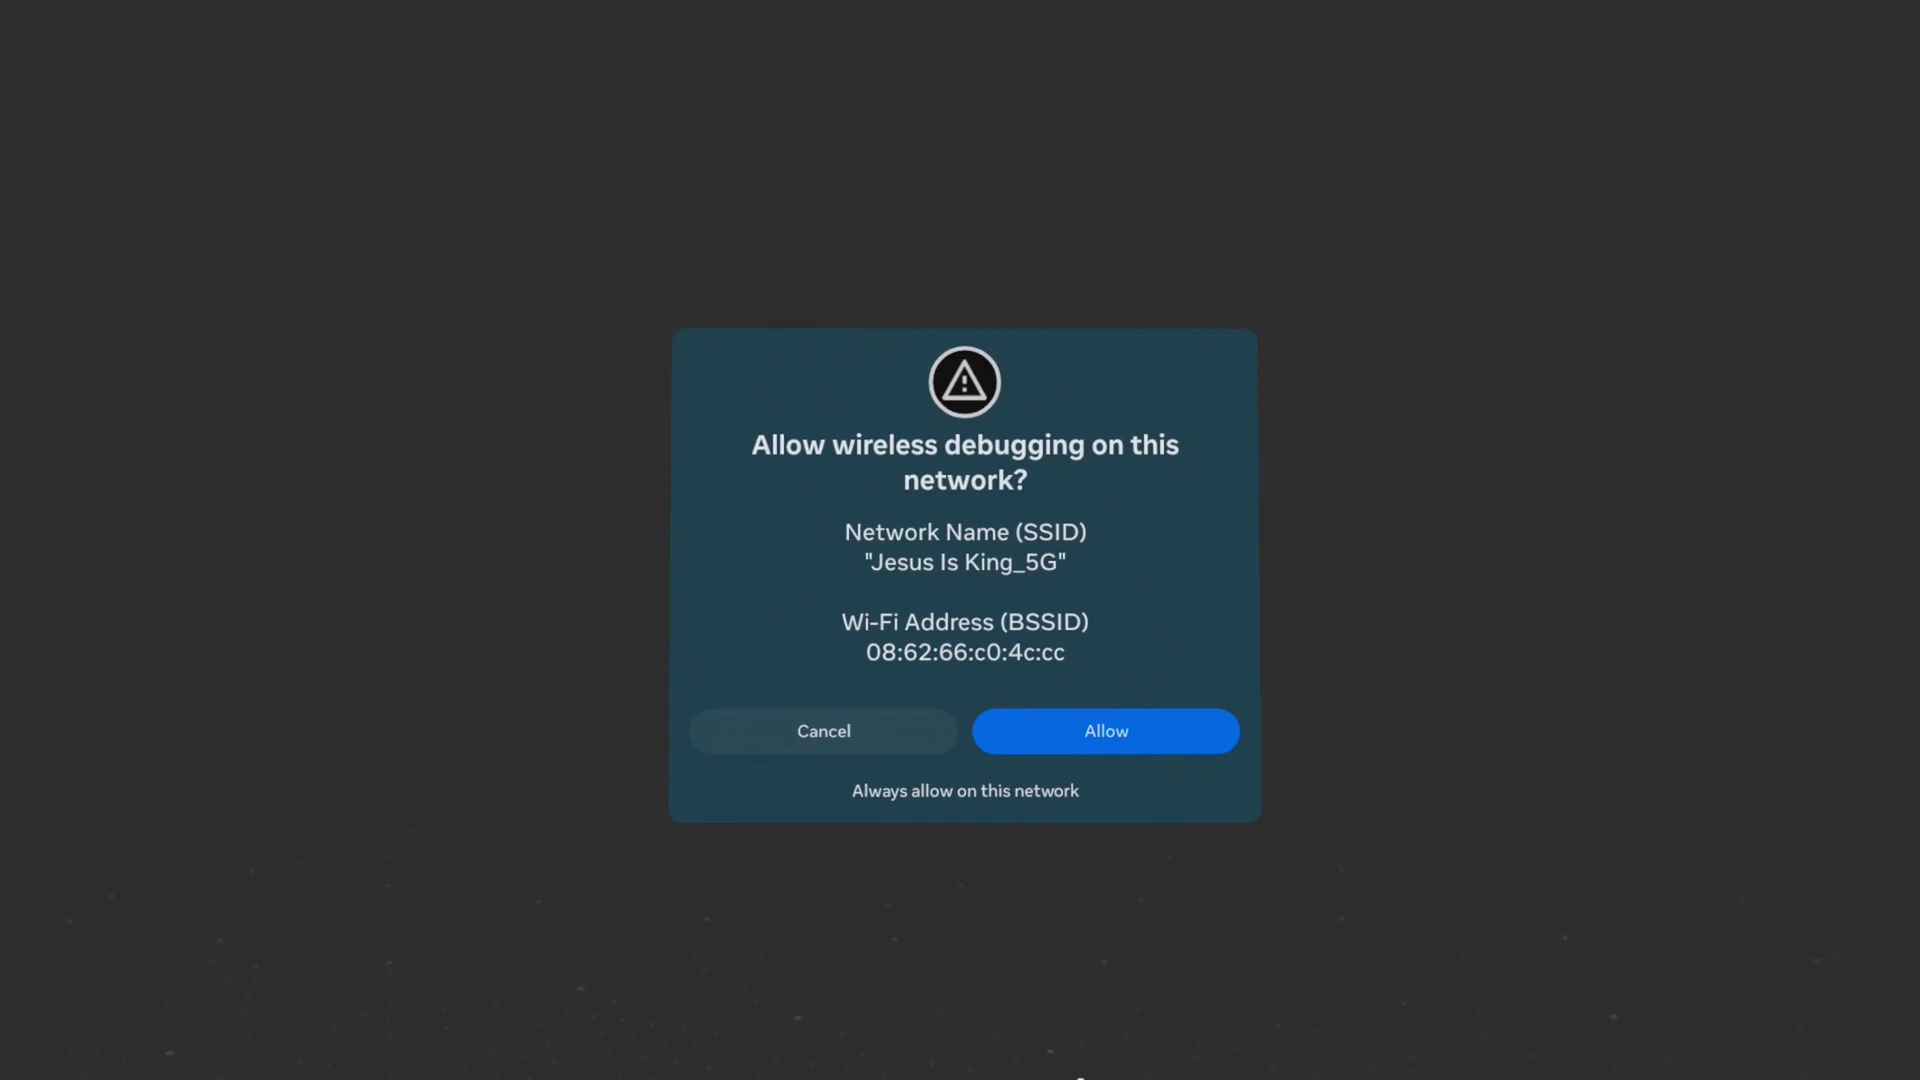 Allow wireless debugging on this
network?
Network Name (SSID)
"Jesus Is King_5G"
Wi-Fi Address (BSSID)
08:62:66:c0:4c:cc
Cancel
Allow
Always allow on this network